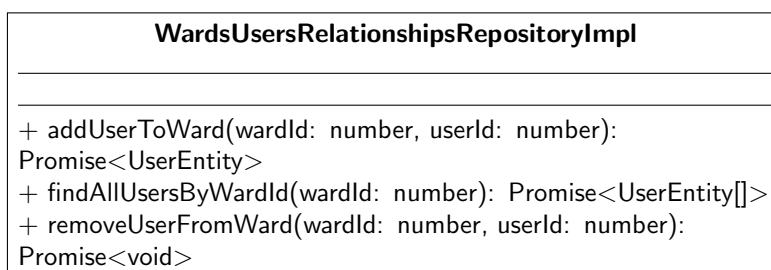 WardsUsersRelationshipsRepositoryImpl
+ addUserToWard(wardId: number, userId: number):
Promise<UserEntity>
+ findAllUsersByWardId(wardId: number): Promise<UserEntity[]>
+ removeUserFromWard(wardId: number, userId: number):
Promise<void>